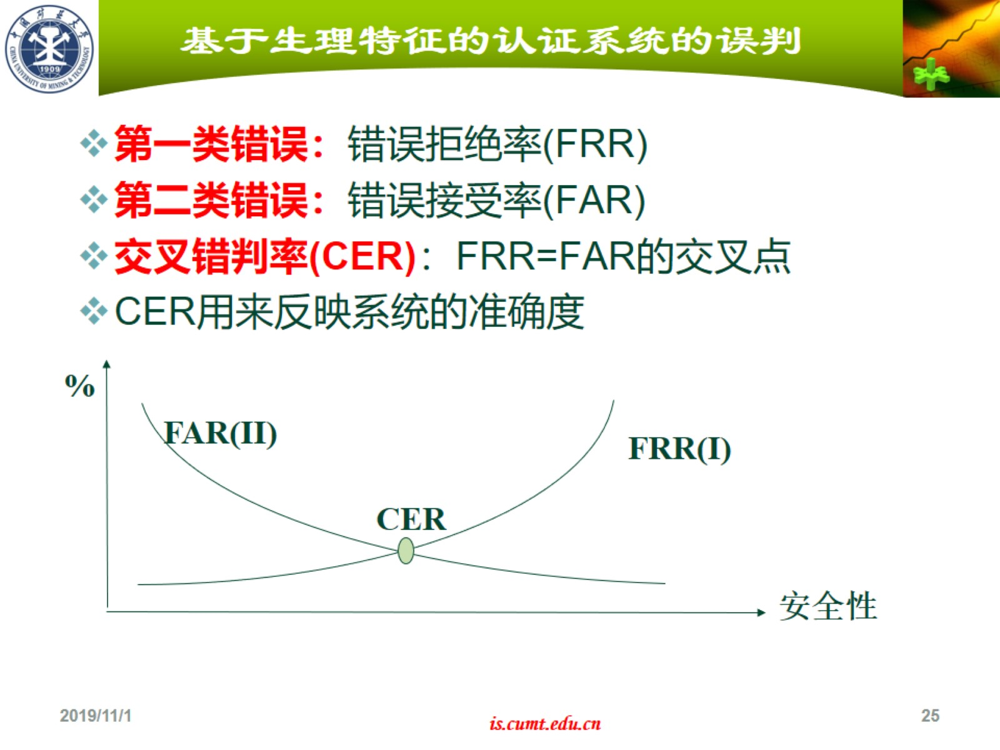 基于生理特征的认证系统的误判
中国矿业大学
CHINA UNIVERSITY OF MINING & TECHNOLOGY
1909
第一类错误：错误拒绝率(FRR)
第二类错误：错误接受率(FAR)
交叉错判率(CER)：FRR=FAR的交叉点
CER用来反映系统的准确度
%
FAR(II)
FRR(I)
CER
安全性
2019/11/1
is.cumt.edu.cn
25